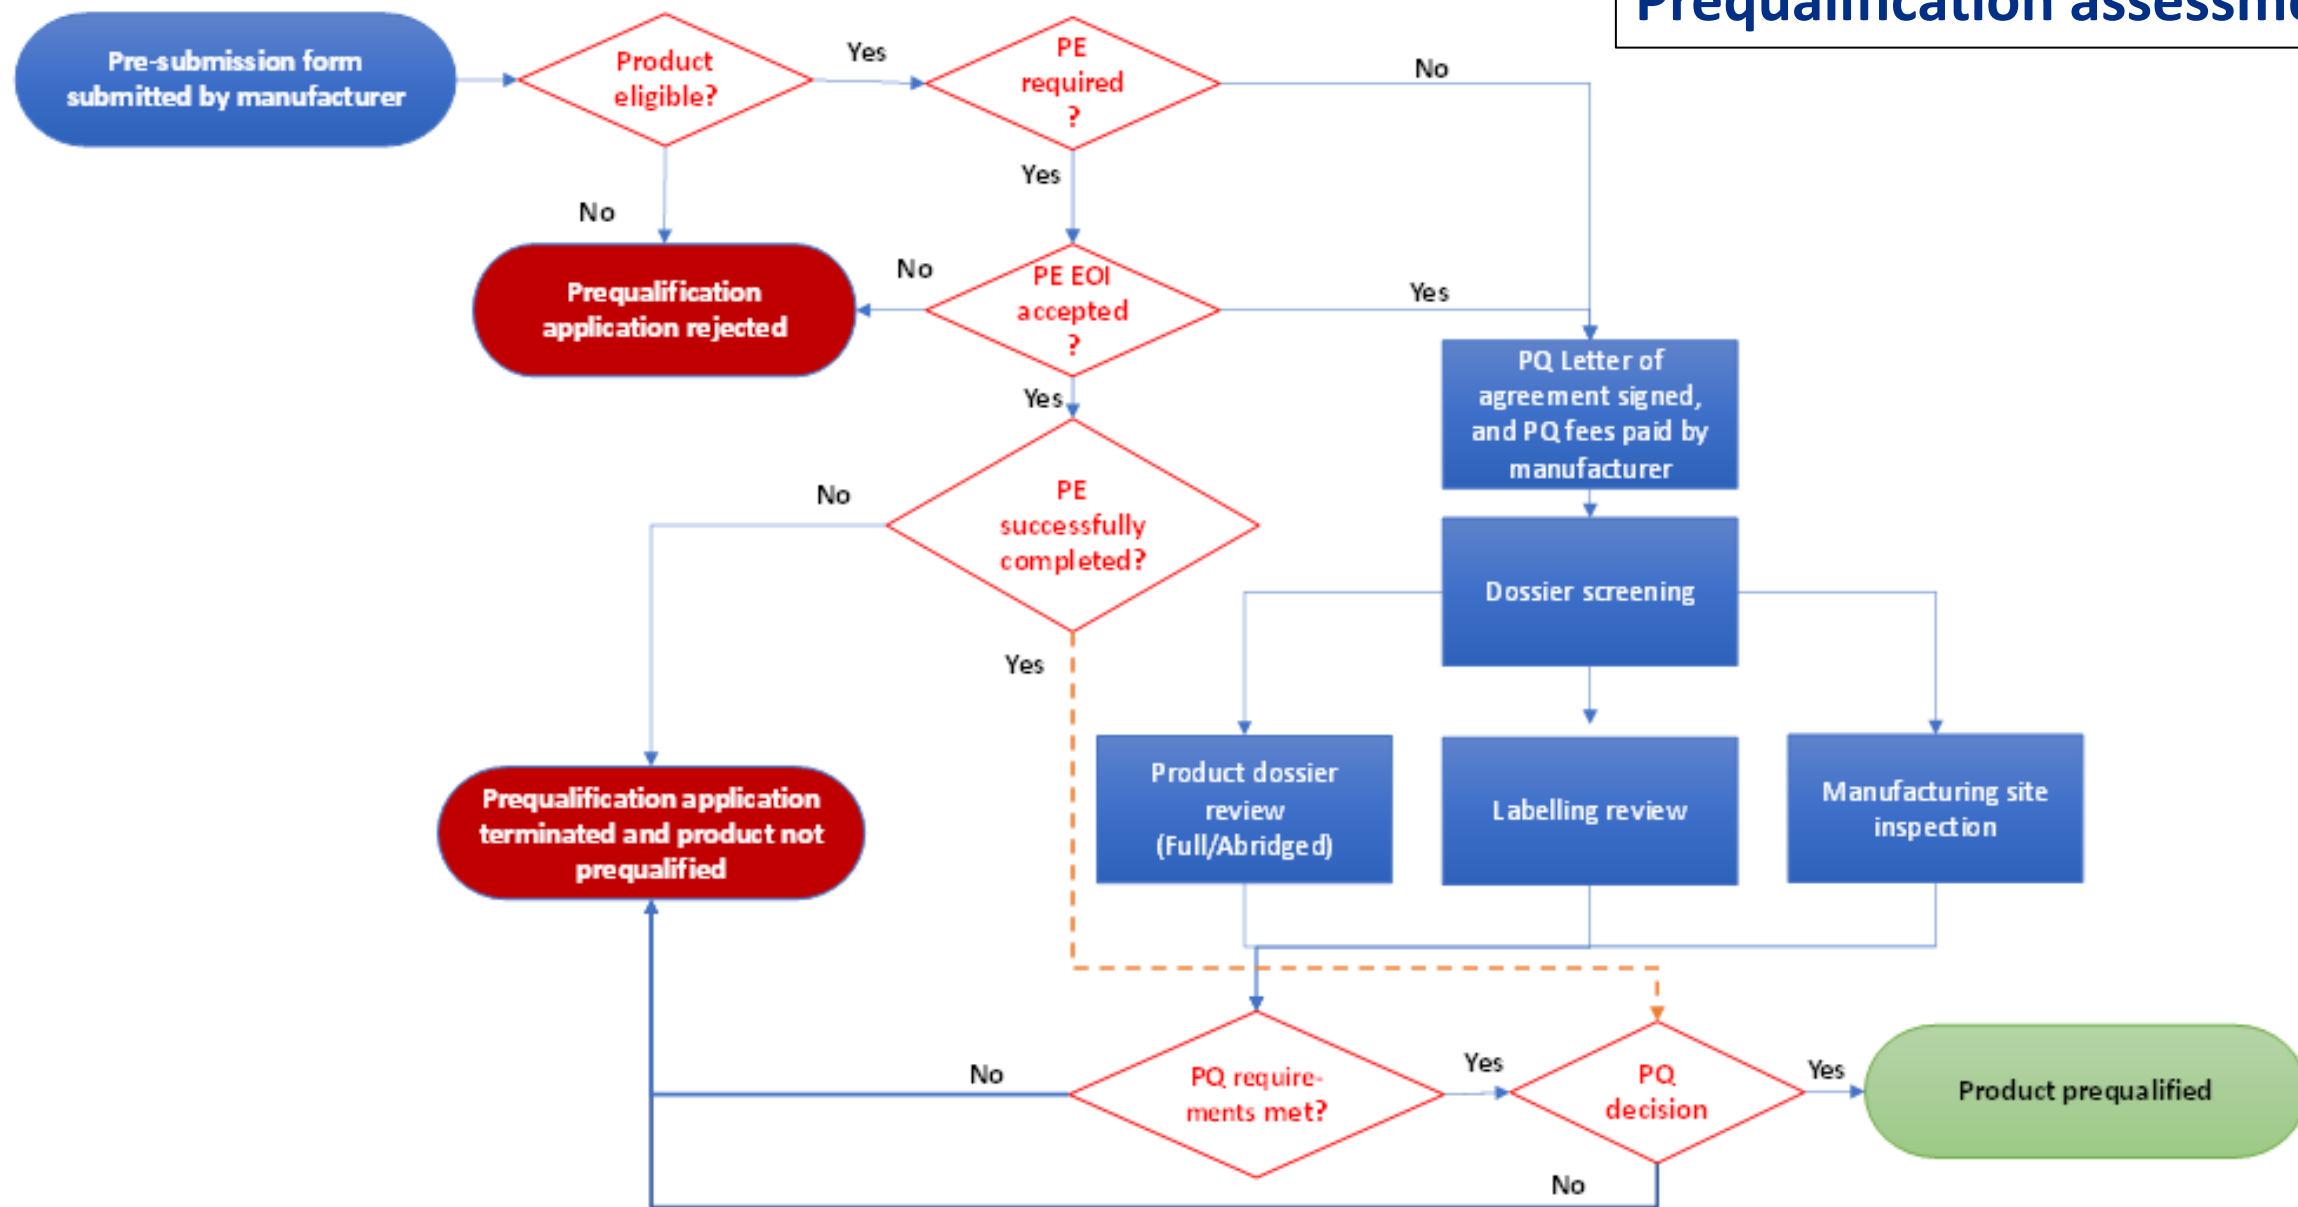 Prequalification assessm
Pre-submission form
submitted by manufacturer
Product
eligible?
Yes
PE
required
?
No
No
Yes
Prequalification
application rejected
No
PE EOI
accepted
?
Yes
PQ Letter of
agreement signed,
and PQ fees paid by
manufacturer
Yes
No
PE
successfully
completed?
Dossier screening
Yes
Product dossier
review
(Full/Abridged)
Labelling review
Manufacturing site
inspection
Prequalification application
terminated and product not
prequalified
No
PQ require-
ments met?
Yes
PQ
decision
Yes
Product prequalified
No